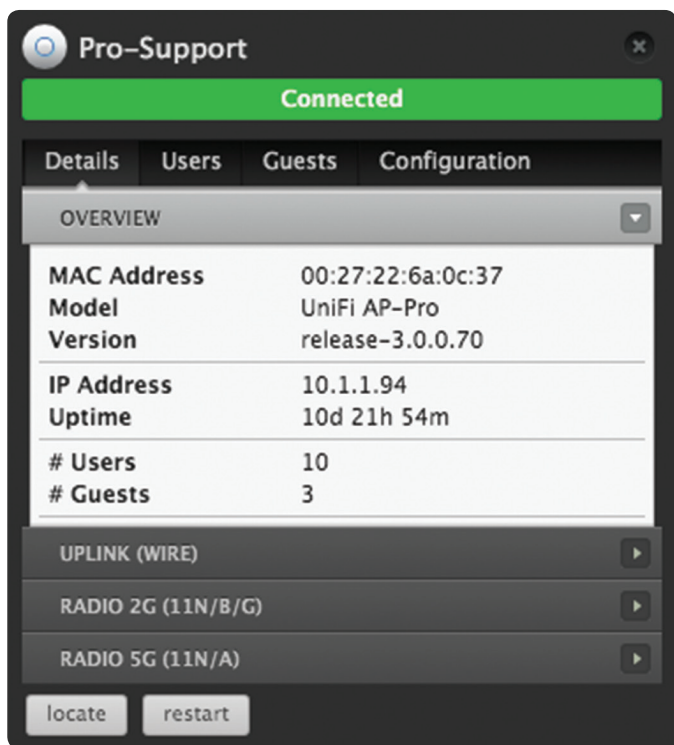 Pro-Support
Connected
Details Users Guests Configuration
OVERVIEW
MAC Address 00:27:22:6a:0c:37
Model UniFi AP-Pro
Version release-3.0.0.70
IP Address 10.1.1.94
Uptime 10d 21h 54m
# Users 10
# Guests 3
UPLINK (WIRE)
RADIO 2G (11N/B/G)
RADIO 5G (11N/A)
locate restart